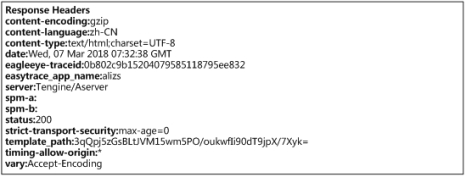 Response Headers
content-encoding:gzip
content-language:zh-CN
content-type:text/html;charset=UTF-8
date:Wed, 07 Mar 2018 07:32:38 GMT
eagleeye-traceid:0b802c9b15204079585118795ee832
easytrace_app_name:alizs
server:Tengine/Aserver
spm-a:
spm-b:
status:200
strict-transport-security:max-age=0
template_path:3qQpj5zGsBLtJVM15wm5PO/oukwfIi90dT9jpX/7Xyk=
timing-allow-origin:*
vary:Accept-Encoding